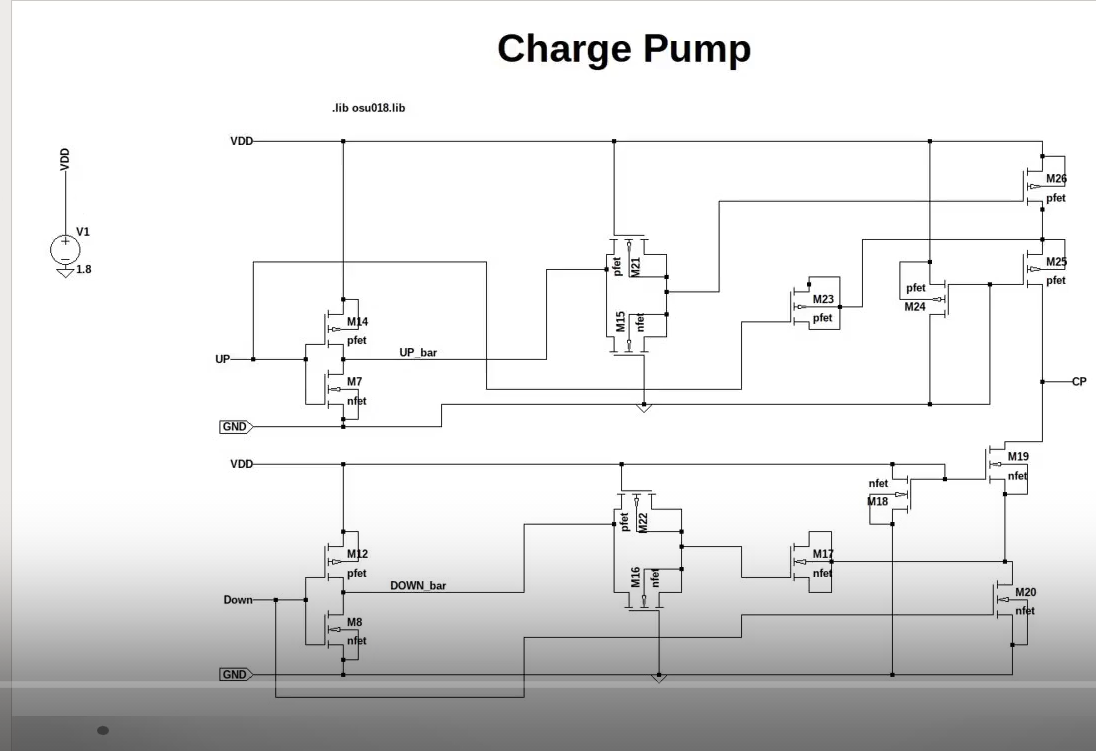 Charge Pump
.lib osu018.lib
VDD
VDD
V1
1.8
M26
pfet
M25
pfet
pfet
M21
M15
nfet
M23
pfet
pfet
M24
M14
pfet
UP
UP_bar
M7
nfet
GND
CP
VDD
M19
nfet
nfet
M18
pfet
M22
M12
pfet
M17
nfet
M16
nfet
DOWN_bar
Down
M20
nfet
M8
nfet
GND